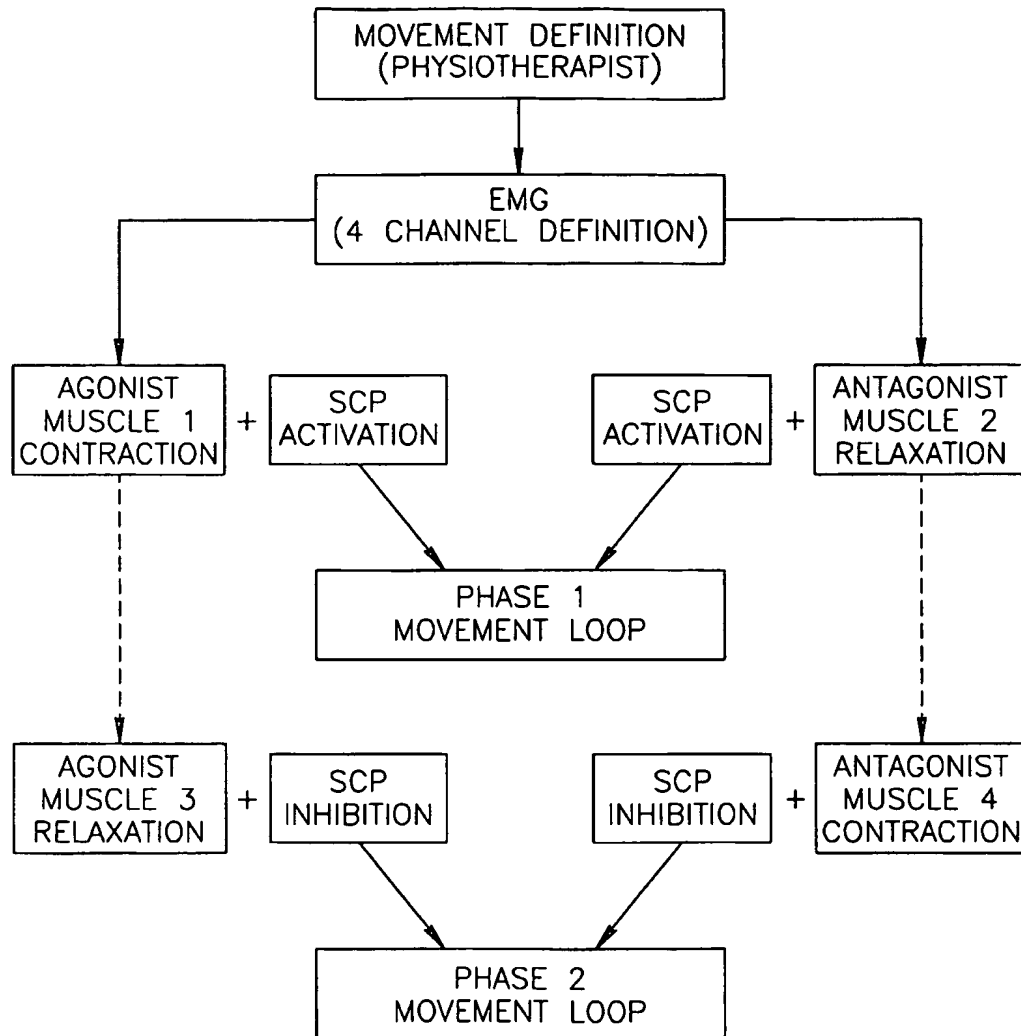 MOVEMENT DEFINITION
(PHYSIOTHERAPIST)
EMG
(4 CHANNEL DEFINITION)
AGONIST
MUSCLE 1
CONTRACTION
+
SCP
ACTIVATION
SCP
ACTIVATION
+
ANTAGONIST
MUSCLE 2
RELAXATION
PHASE 1
MOVEMENT LOOP
AGONIST
MUSCLE 3
RELAXATION
+
SCP
INHIBITION
SCP
INHIBITION
+
ANTAGONIST
MUSCLE 4
CONTRACTION
PHASE 2
MOVEMENT LOOP